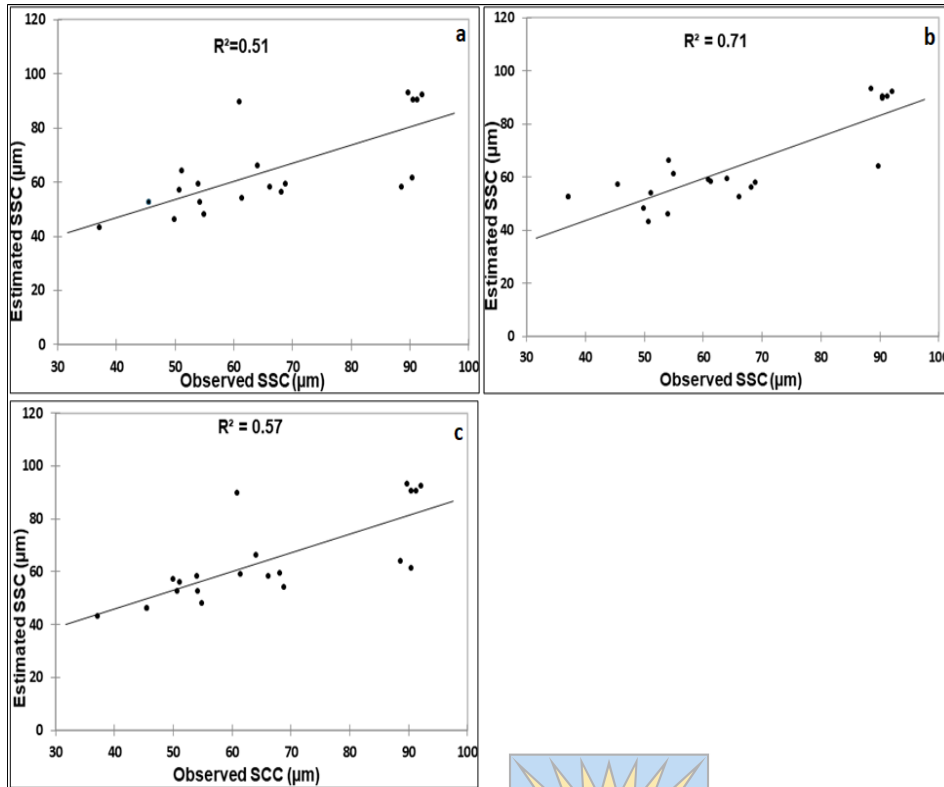 a
R²=0.51
Estimated SSC (µm)
120
100
80
60
40
20
0
30 40 50 60 70 80 90 100
Observed SSC (µm)
b
R² = 0.71
Estimated SSC (µm)
120
100
80
60
40
20
0
30 40 50 60 70 80 90 100
Observed SSC (µm)
c
R² = 0.57
Estimated SSC (µm)
120
100
80
60
40
20
0
30 40 50 60 70 80 90 100
Observed SCC (µm)